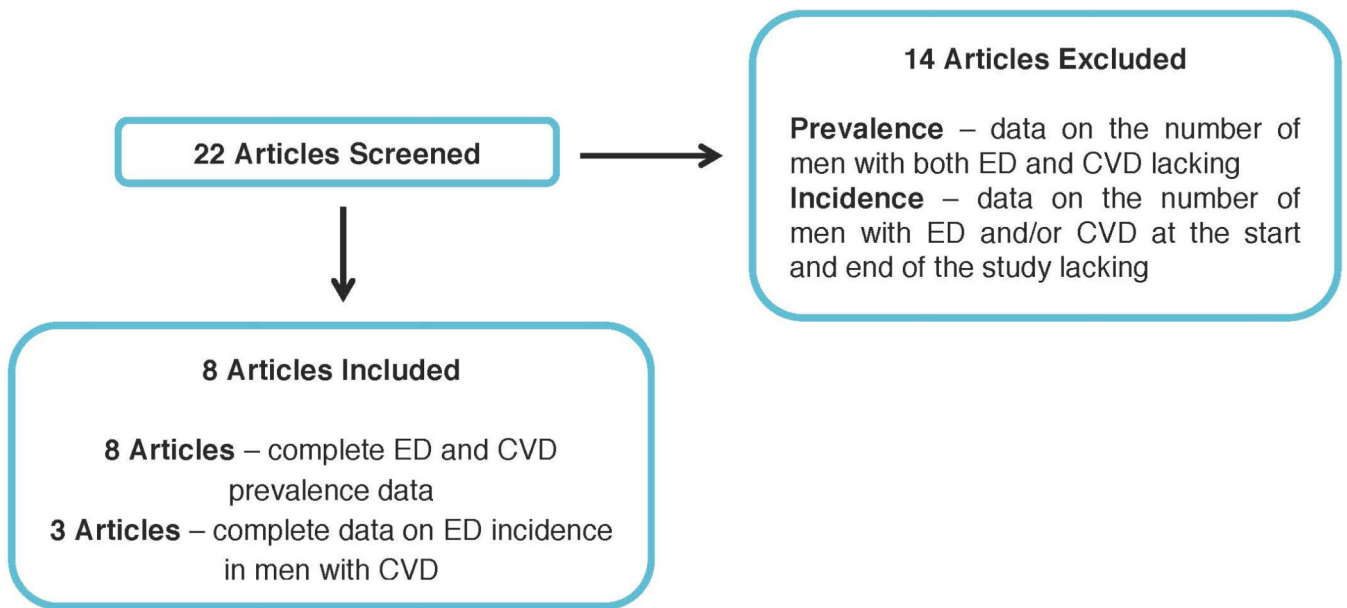 22 Articles Screened
14 Articles Excluded
Prevalence – data on the number of
men with both ED and CVD lacking
Incidence – data on the number of
men with ED and/or CVD at the start
and end of the study lacking
8 Articles Included
8 Articles – complete ED and CVD
prevalence data
3 Articles – complete data on ED incidence
in men with CVD